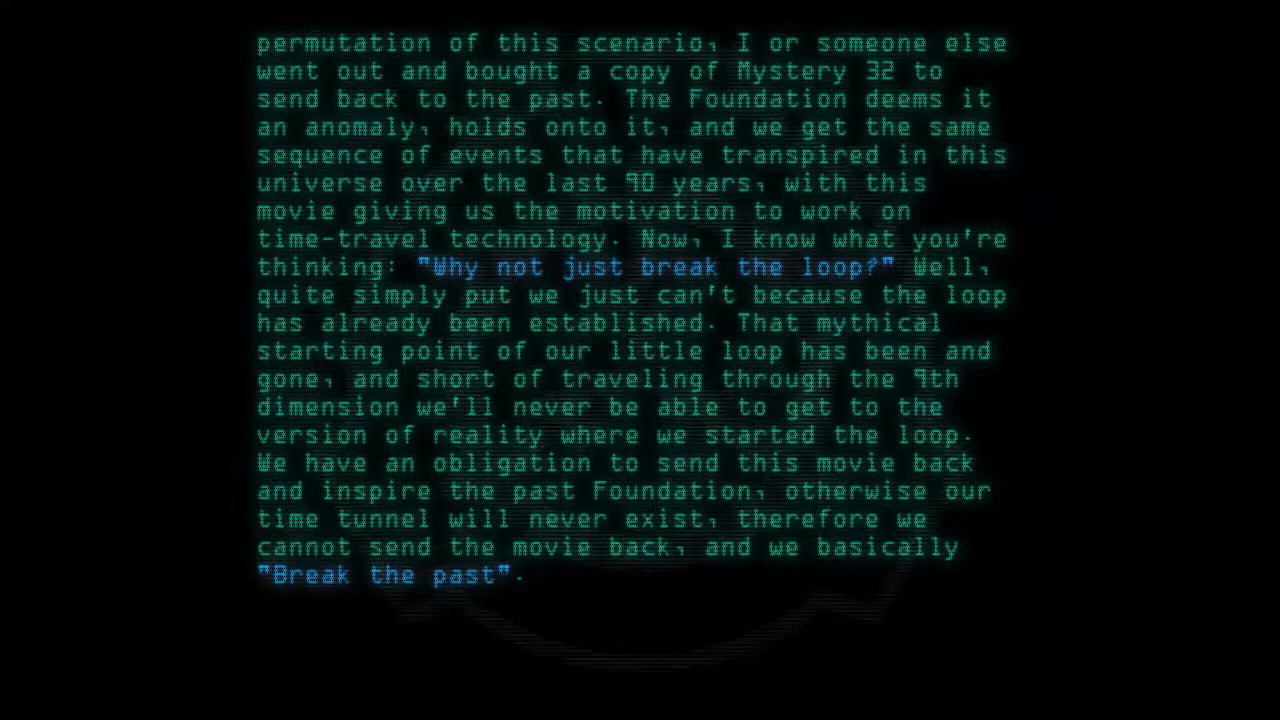 permutation of this scenario, I or someone else
went out and bought a copy of Mystery 32 to
send back to the past. The Foundation deems it
an anomaly, holds onto it, and we get the same
sequence of events that have transpired in this
universe over the last 90 years, with this
movie giving us the motivation to work on
time-travel technology. Now, I know what you're
thinking: "Why not just break the loop?" Well,
quite simply put we just can't because the loop
has already been established. That mythical
starting point of our little loop has been and
gone, and short of traveling through the 9th
dimension we'll never be able to get to the
version of reality where we started the loop.
We have an obligation to send this movie back
and inspire the past Foundation, otherwise our
time tunnel will never exist, therefore we
cannot send the movie back, and we basically
"Break the past".